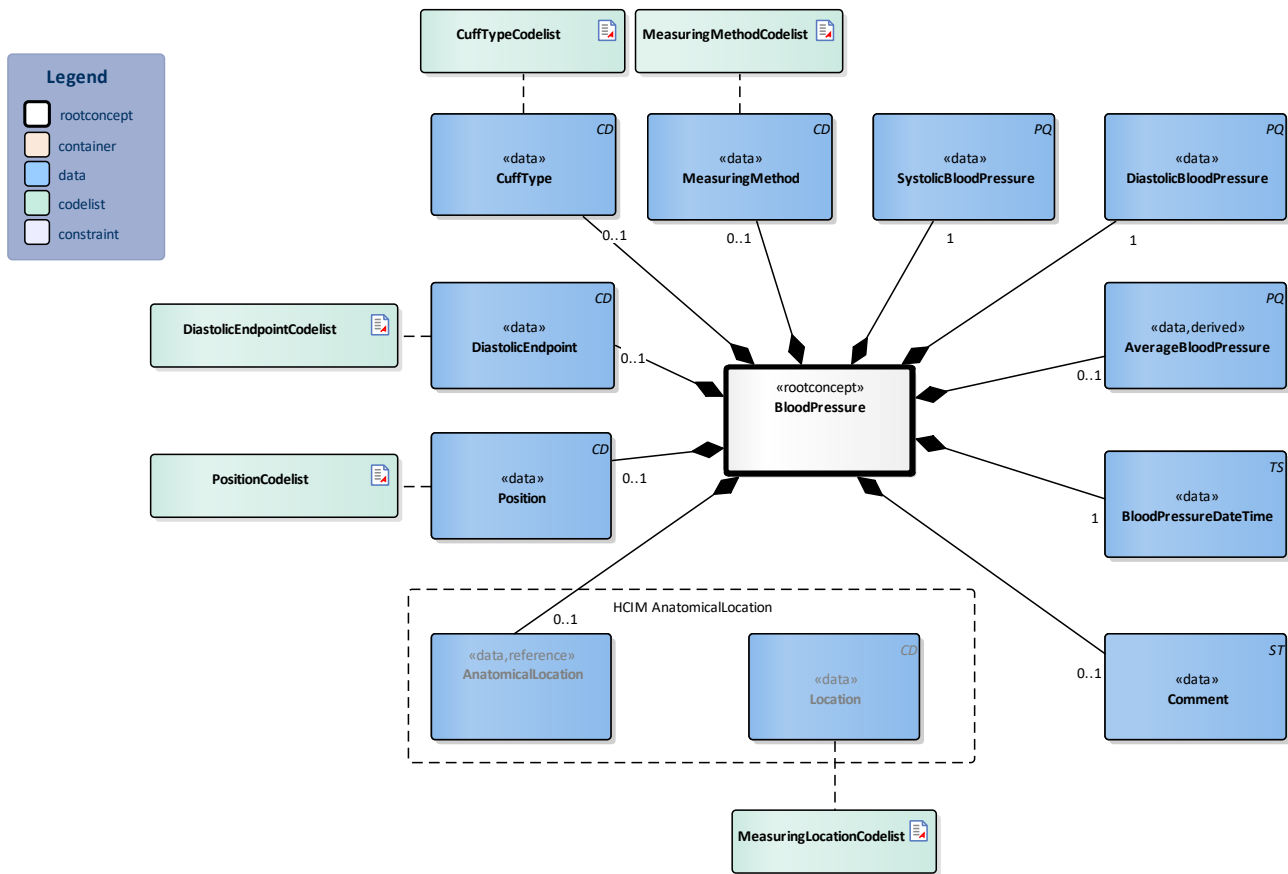 CuffTypeCodelist
MeasuringMethodCodelist
Legend
rootconcept
container
data
codelist
constraint
CD
«data»
CuffType
0..1
CD
«data»
MeasuringMethod
0..1
PQ
«data»
SystolicBloodPressure
1
PQ
«data»
DiastolicBloodPressure
1
DiastolicEndpointCodelist
CD
«data»
DiastolicEndpoint
0..1
PQ
«data,derived»
AverageBloodPressure
0..1
«rootconcept»
BloodPressure
PositionCodelist
CD
«data»
Position
0..1
TS
«data»
BloodPressureDateTime
1
HCIM AnatomicalLocation
0..1
«data,reference»
AnatomicalLocation
CD
«data»
Location
ST
«data»
Comment
0..1
MeasuringLocationCodelist